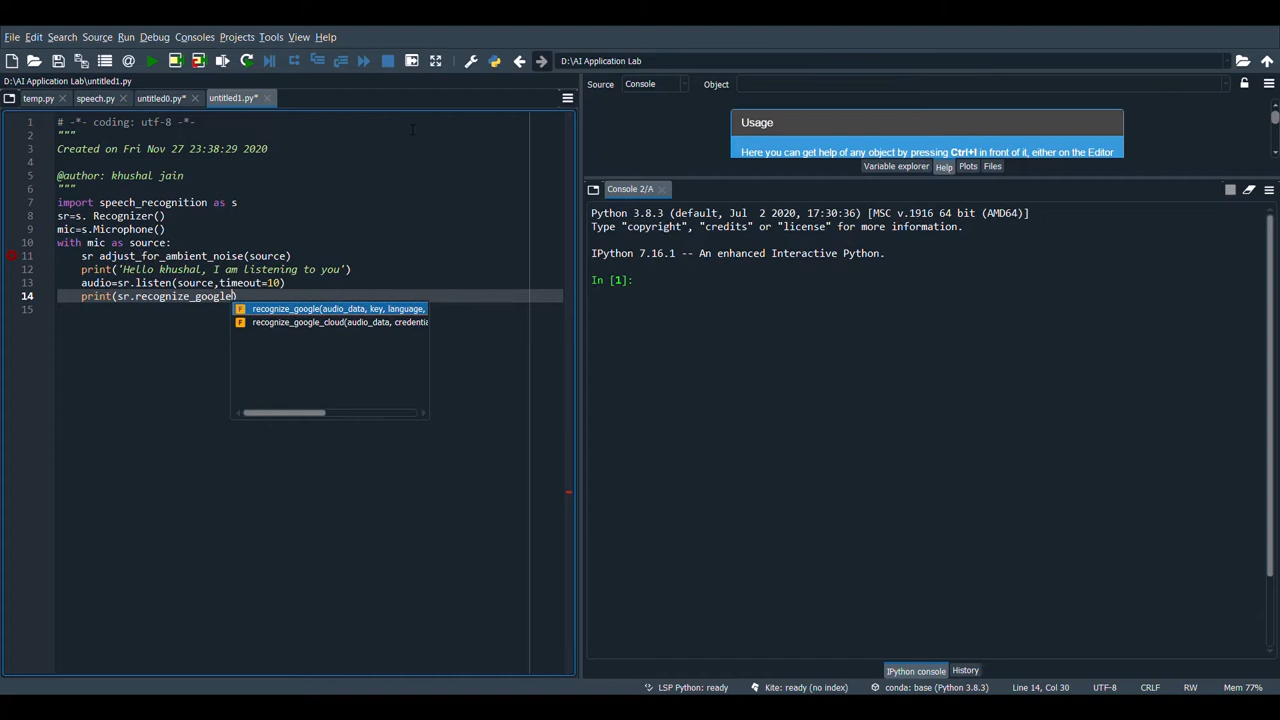 File Edit Search Source Run Debug Consoles Projects Tools View Help
D:\AI Application Lab
D:\AI Application Lab\untitled1.py
Source Console Object
temp.py speech.py untitled0.py* untitled1.py*
Usage
Here you can get help of any object by pressing Ctrl+I in front of it, either on the Editor
Variable explorer Help Plots Files
Console 2/A
1 # -*- coding: utf-8 -*-
2 """
3 Created on Fri Nov 27 23:38:29 2020
4
5 @author: khushal jain
6 """
7 import speech_recognition as s
8 sr=s. Recognizer()
9 mic=s.Microphone()
10 with mic as source:
11 sr adjust_for_ambient_noise(source)
12 print('Hello khushal, I am listening to you')
13 audio=sr.listen(source,timeout=10)
14 print(sr.recognize_google)
15
recognize_google(audio_data, key, language,
recognize_google_cloud(audio_data, credentia
Python 3.8.3 (default, Jul 2 2020, 17:30:36) [MSC v.1916 64 bit (AMD64)]
Type "copyright", "credits" or "license" for more information.
IPython 7.16.1 -- An enhanced Interactive Python.
In [1]:
IPython console History
LSP Python: ready Kite: ready (no index) conda: base (Python 3.8.3) Line 14, Col 30 UTF-8 CRLF RW Mem 77%